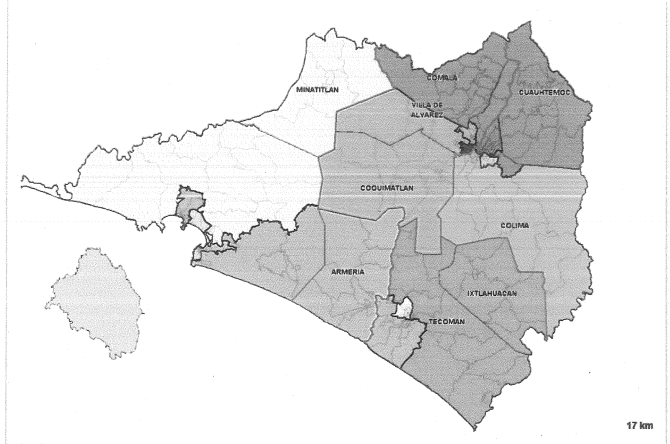 COMALA
MINATITLAN
CUAUHTEMOC
VILLA DE
ALVAREZ
COQUIMATLAN
COLIMA
ARMERIA
IXTLAHUACAN
TECOMAN
17 km